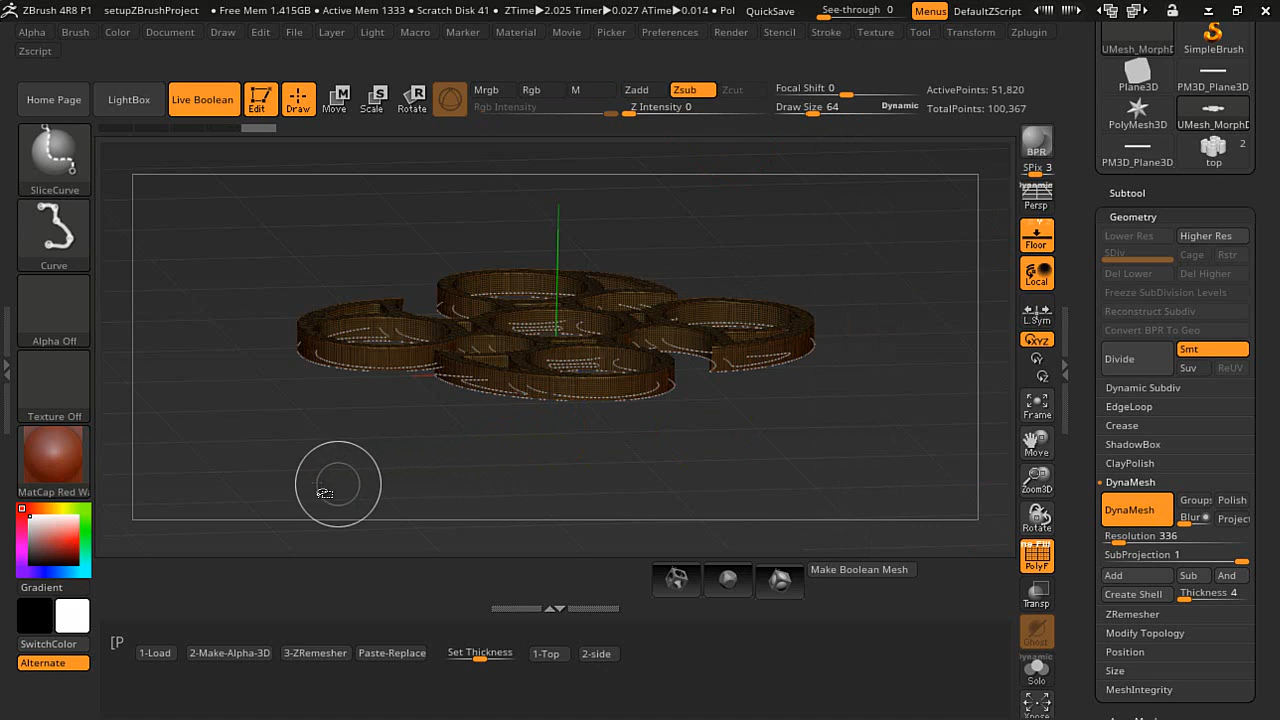 ZBrush 4R8 P1 setupZBrushProject • Free Mem 1.415GB • Active Mem 1333 • Scratch Disk 41 • ZTime▶2.025 Timer▶0.027 ATime▶0.014 • Pol QuickSave See-through 0 Menus DefaultZScript
Alpha Brush Color Document Draw Edit File Layer Light Macro Marker Material Movie Picker Preferences Render Stencil Stroke Texture Tool Transform Zplugin
Zscript
Home Page LightBox Live Boolean Edit Draw Move Scale Rotate
Mrgb Rgb M Zadd Zsub Zcut Focal Shift 0 ActivePoints: 51,820
Rgb Intensity Z Intensity 0 Draw Size 64 Dynamic TotalPoints: 100,367
SliceCurve
Curve
Alpha Off
Texture Off
MatCap Red Wa
Gradient
SwitchColor
Alternate
BPR
SPix 3
Dynamic
Persp
Floor
Local
L.Sym
XYZ
Frame
Move
Zoom3D
Rotate
PolyF
Transp
Ghost
Dynamic
Solo
Xpose
UMesh_MorphD SimpleBrush
Plane3D PM3D_Plane3D
PolyMesh3D UMesh_MorphD
2
PM3D_Plane3D top
Subtool
Geometry
Lower Res Higher Res
SDiv Cage Rstr
Del Lower Del Higher
Freeze SubDivision Levels
Reconstruct Subdiv
Convert BPR To Geo
Divide Smt
Suv ReUV
Dynamic Subdiv
EdgeLoop
Crease
ShadowBox
ClayPolish
DynaMesh
DynaMesh Groups Polish
Blur Project
Resolution 336
SubProjection 1
Add Sub And
Create Shell Thickness 4
ZRemesher
Modify Topology
Position
Size
MeshIntegrity
Make Boolean Mesh
[P 1-Load 2-Make-Alpha-3D 3-ZRemesher Paste-Replace Set Thickness 1-Top 2-side